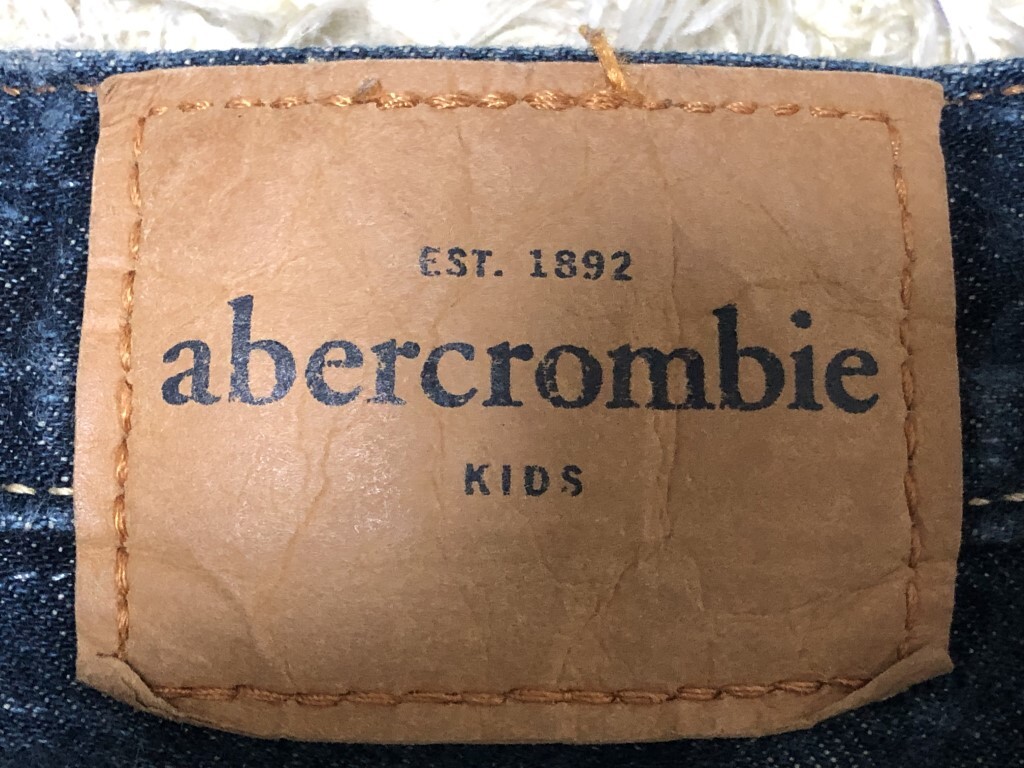 EST. 1892
abercrombie
KIDS